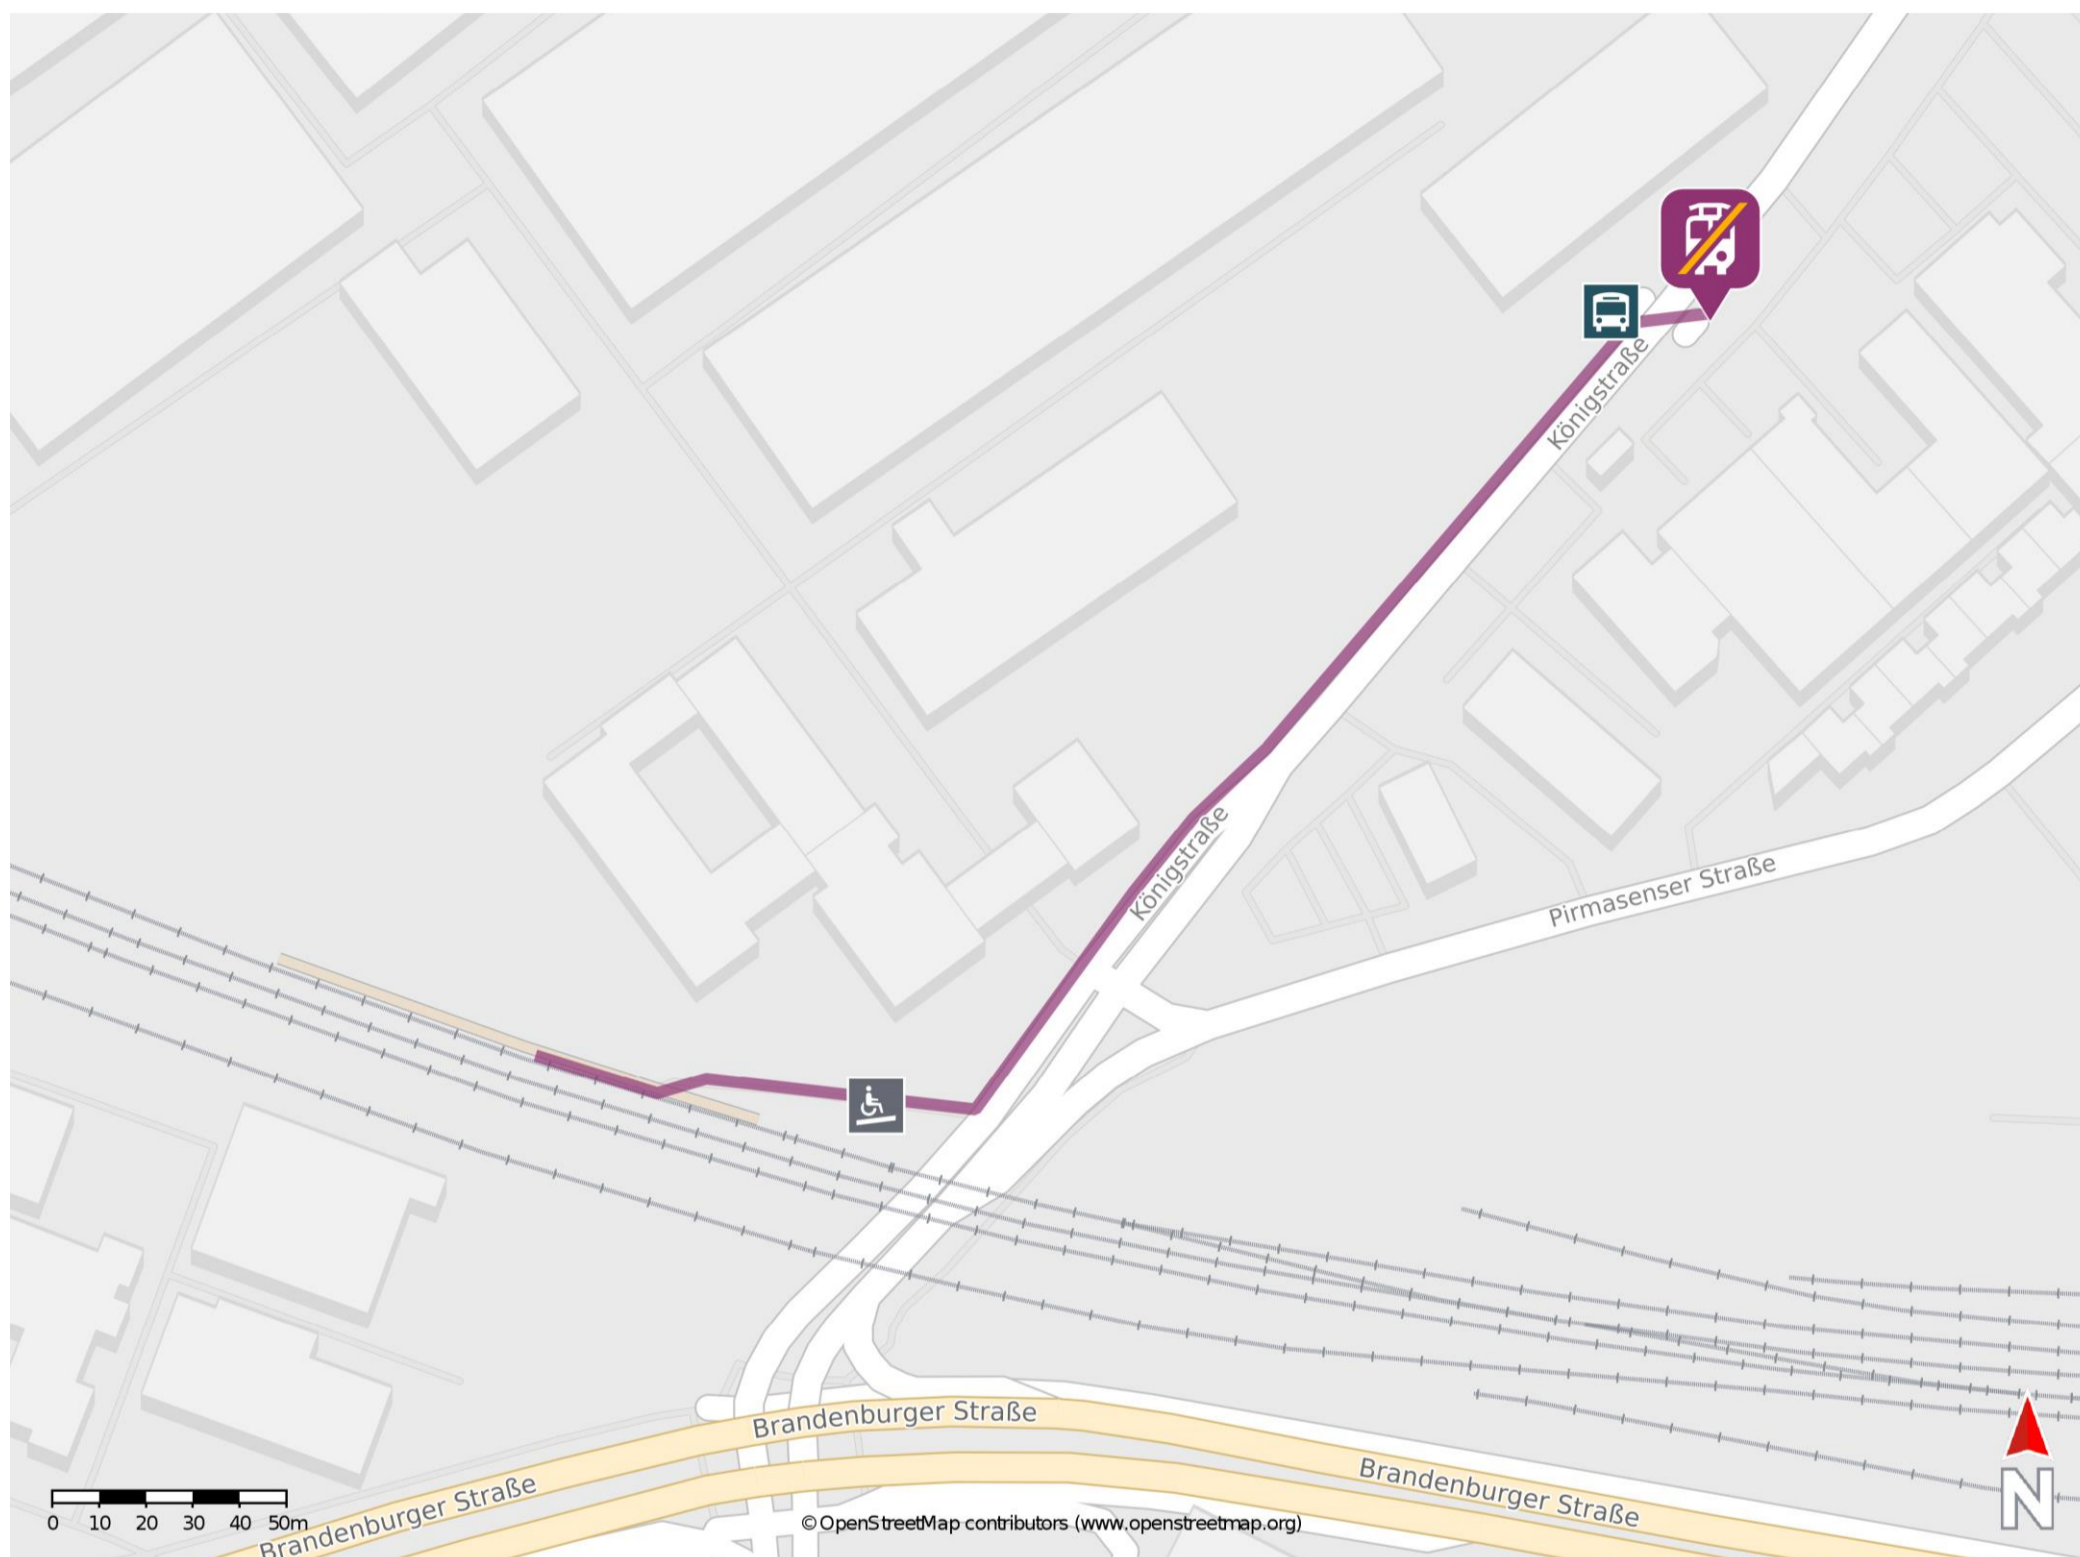 Königstraße
Königstraße
Pirmasenser Straße
Brandenburger Straße
Brandenburger Straße
Brandenburger Straße
0 10 20 30 40 50m
© OpenStreetMap contributors (www.openstreetmap.org)
N